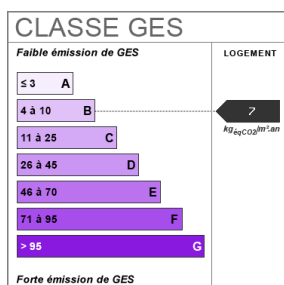 CLASSE GES
Faible émission de GES
LOGEMENT
≤ 3 A
4 à 10 B
7
kgéqCO2/m².an
11 à 25 C
26 à 45 D
46 à 70 E
71 à 95 F
> 95 G
Forte émission de GES